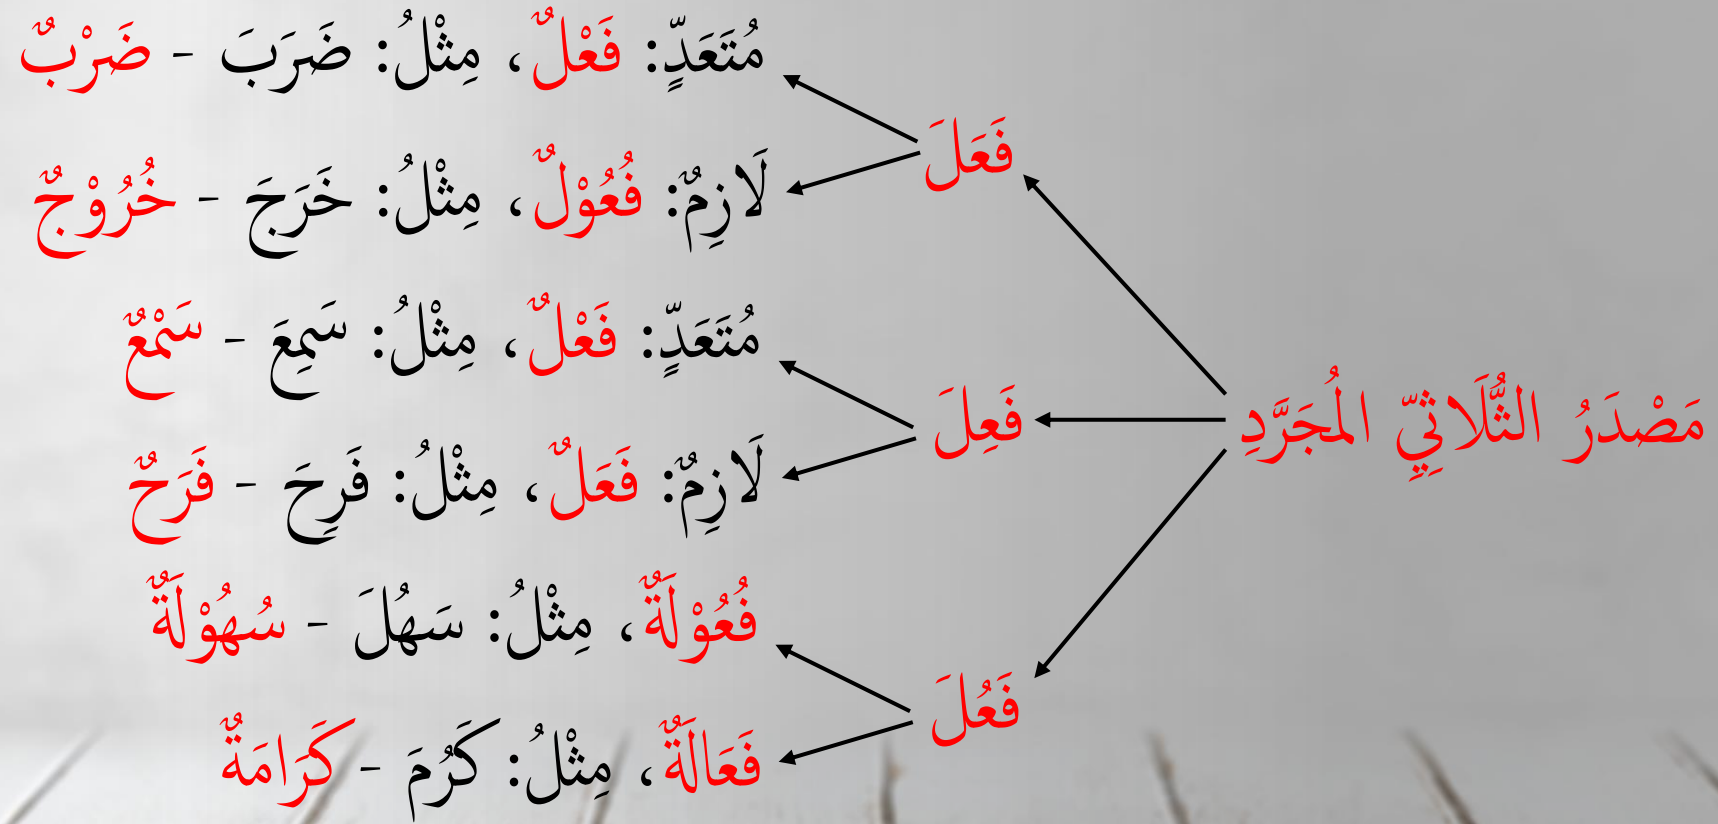 مَصْدَرُ الثُّلَاثِيِّ الْمُجَرَّدِ
فَعَلَ
مُتَعَدٍّ: فَعْلٌ، مِثْلُ: ضَرَبَ - ضَرْبٌ
لَازِمٌ: فُعُوْلٌ، مِثْلُ: خَرَجَ - خُرُوْجٌ
فَعِلَ
مُتَعَدٍّ: فَعْلٌ، مِثْلُ: سَمِعَ - سَمْعٌ
لَازِمٌ: فَعَلٌ، مِثْلُ: فَرِحَ - فَرَحٌ
فَعُلَ
فُعُوْلَةٌ، مِثْلُ: سَهُلَ - سُهُوْلَةٌ
فَعَالَةٌ، مِثْلُ: كَرُمَ - كَرَامَةٌ